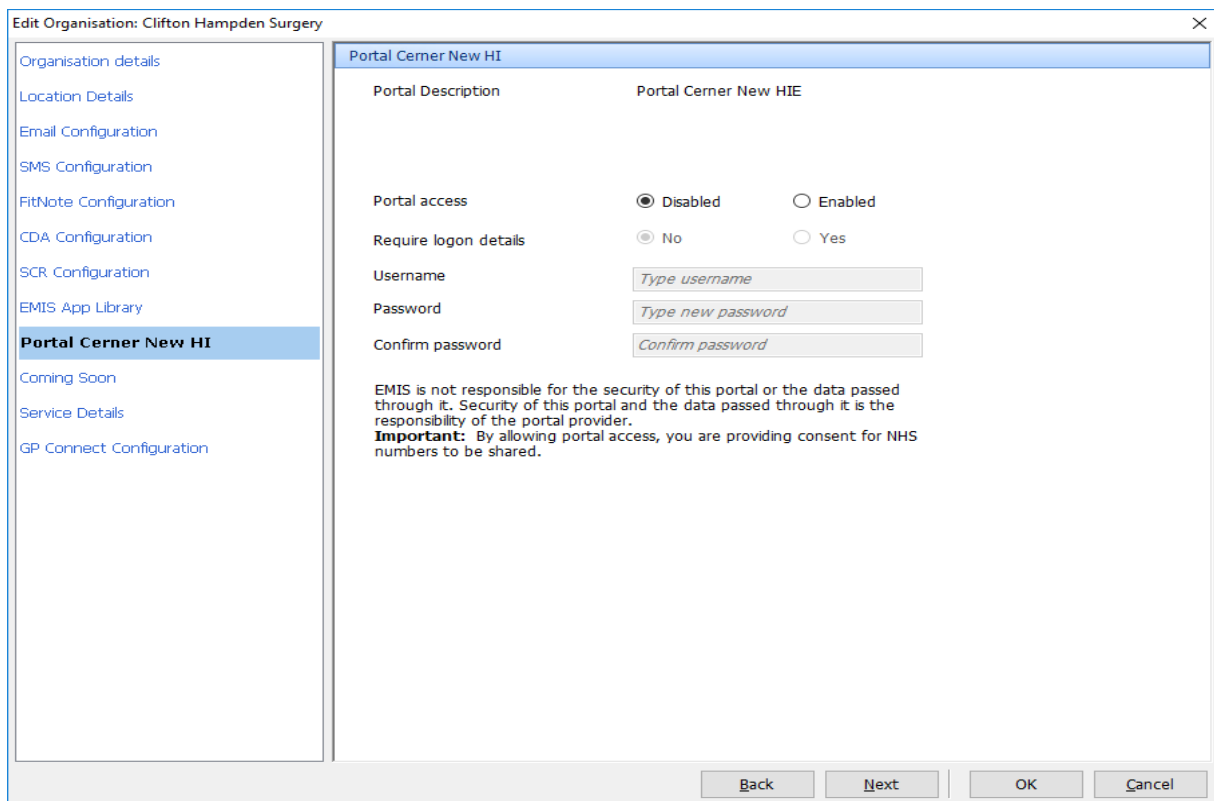 Edit Organisation: Clifton Hampden Surgery
Organisation details
Location Details
Email Configuration
SMS Configuration
FitNote Configuration
CDA Configuration
SCR Configuration
EMIS App Library
Portal Cerner New HI
Coming Soon
Service Details
GP Connect Configuration
Portal Cerner New HI
Portal Description Portal Cerner New HIE
Portal access Disabled Enabled
Require logon details No Yes
Username Type username
Password Type new password
Confirm password Confirm password
EMIS is not responsible for the security of this portal or the data passed
through it. Security of this portal and the data passed through it is the
responsibility of the portal provider.
Important: By allowing portal access, you are providing consent for NHS
numbers to be shared.
Back Next OK Cancel